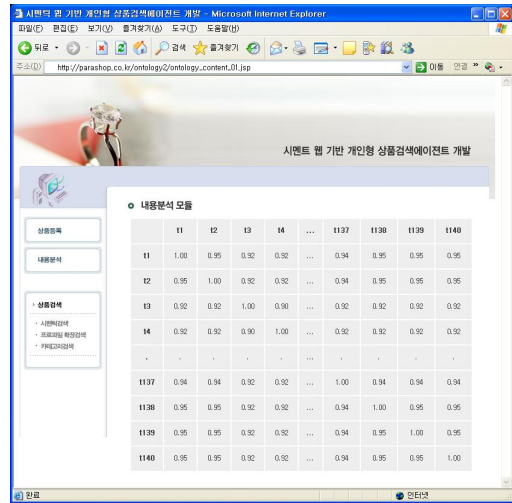 시멘틱 웹 기반 개인형 상품검색에이전트 개발 - Microsoft Internet Explorer
파일(F) 편집(E) 보기(V) 즐겨찾기(A) 도구(T) 도움말(H)
뒤로 검색 즐겨찾기
주소(D) http://parashop.co.kr/ontology2/ontology_content_01.jsp 이동 연결 »
시멘트 웹 기반 개인형 상품검색에이젼트 개발
내용분석 모듈
상품등록
내용분석
상품검색
· 시멘틱검색
· 프로파일 확장검색
· 카테고리검색
t1 t2 t3 t4 ... t137 t138 t139 t140
t1 1.00 0.95 0.92 0.92 ... 0.94 0.95 0.95 0.95
t2 0.95 1.00 0.92 0.92 ... 0.94 0.95 0.95 0.95
t3 0.92 0.92 1.00 0.90 ... 0.92 0.92 0.92 0.92
t4 0.92 0.92 0.90 1.00 ... 0.92 0.92 0.92 0.92
. . . . . ... . . . .
t137 0.94 0.94 0.92 0.92 ... 1.00 0.94 0.94 0.94
t138 0.95 0.95 0.92 0.92 ... 0.94 1.00 0.95 0.95
t139 0.95 0.95 0.92 0.92 ... 0.94 0.95 1.00 0.95
t140 0.95 0.95 0.92 0.92 ... 0.94 0.95 0.95 1.00
완료 인터넷